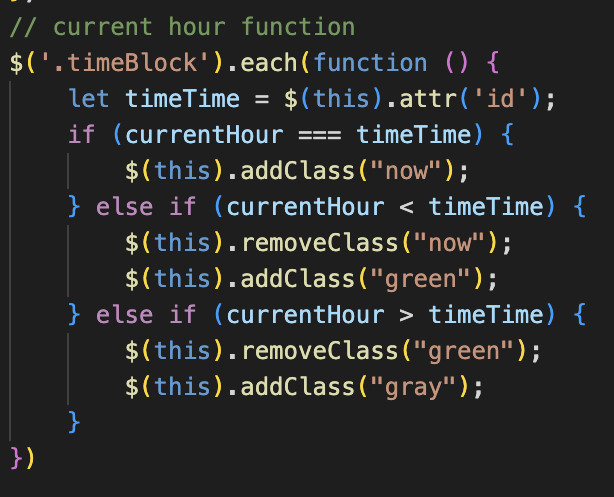 // current hour function
$('.timeBlock').each(function () {
    let timeTime = $(this).attr('id');
    if (currentHour === timeTime) {
        $(this).addClass("now");
    } else if (currentHour < timeTime) {
        $(this).removeClass("now");
        $(this).addClass("green");
    } else if (currentHour > timeTime) {
        $(this).removeClass("green");
        $(this).addClass("gray");
    }
})